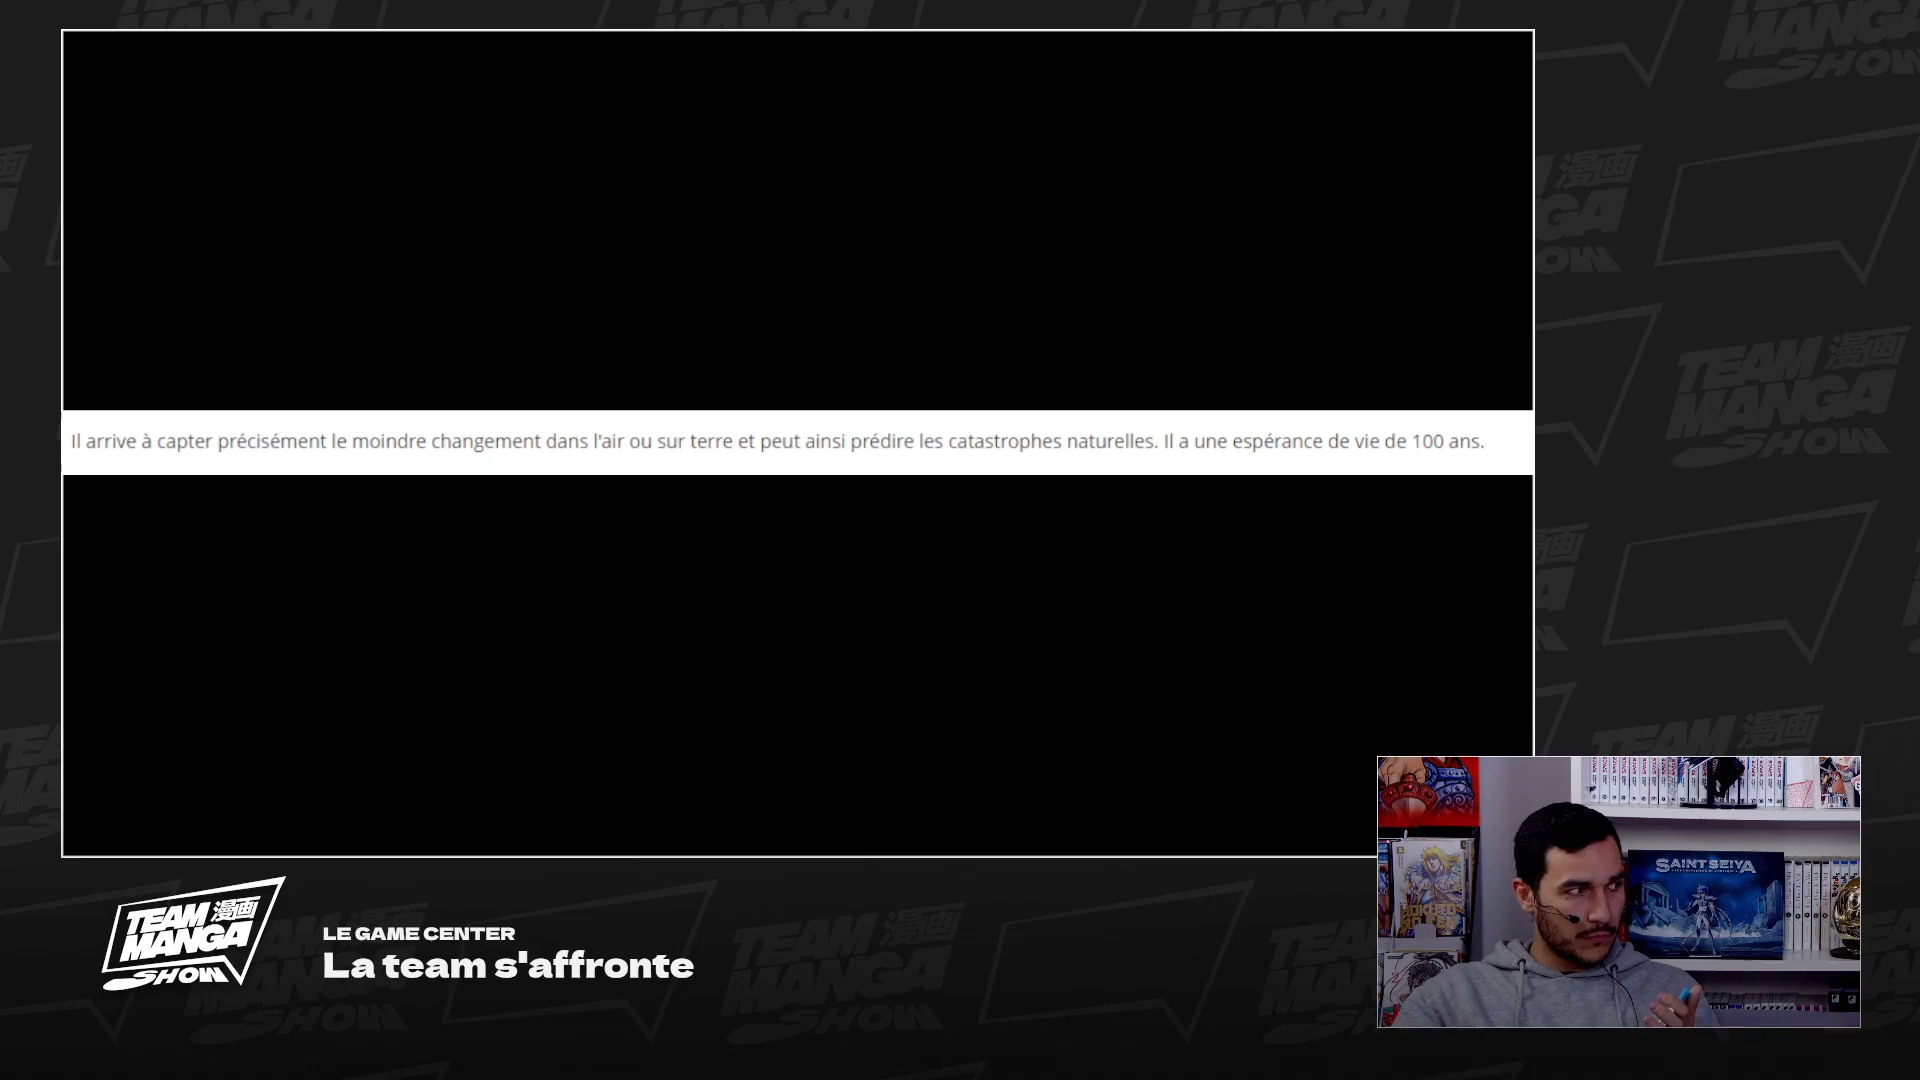 Il arrive à capter précisément le moindre changement dans l'air ou sur terre et peut ainsi prédire les catastrophes naturelles. Il a une espérance de vie de 100 ans.
TEAM 漫画
MANGA
SHOW
LE GAME CENTER
La team s'affronte
SAINT SEIYA